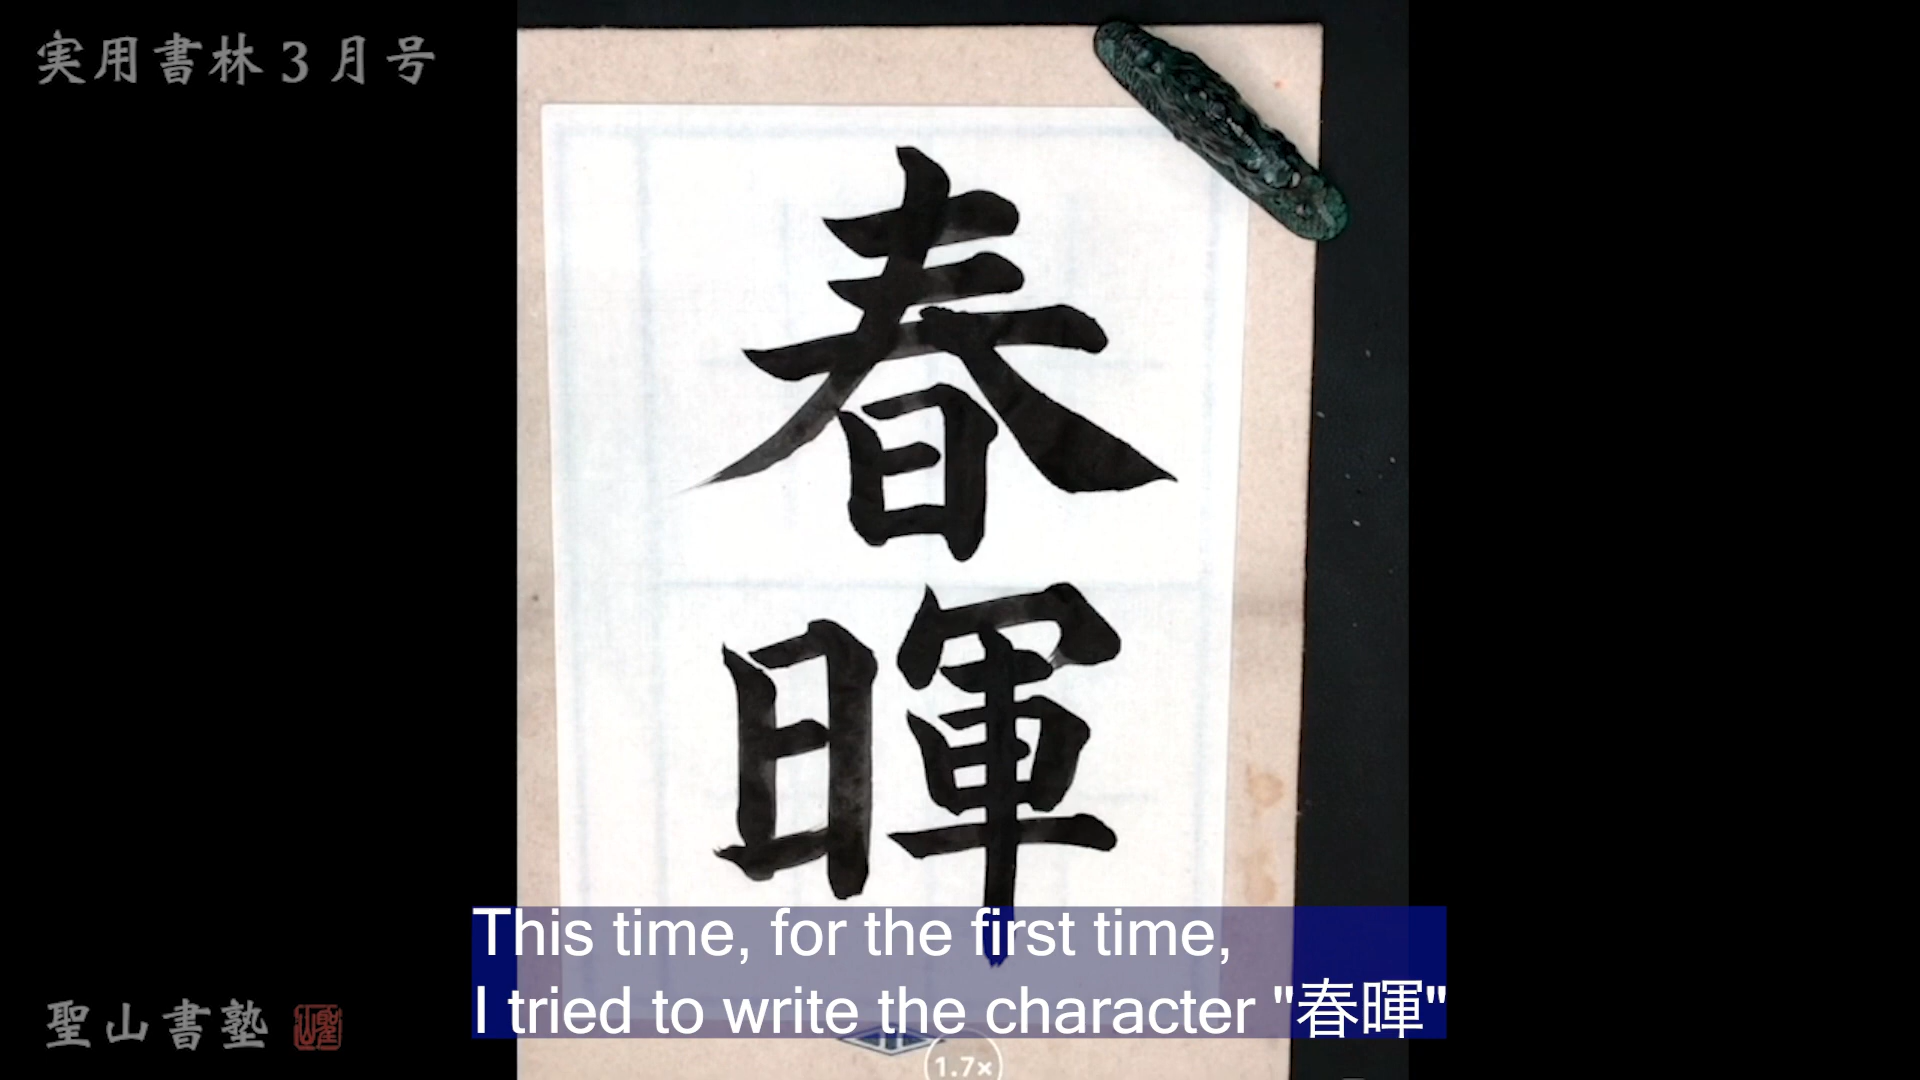 実用書林3月号
春
暉
This time, for the first time,
I tried to write the character "春暉"
聖山書塾
1.7×